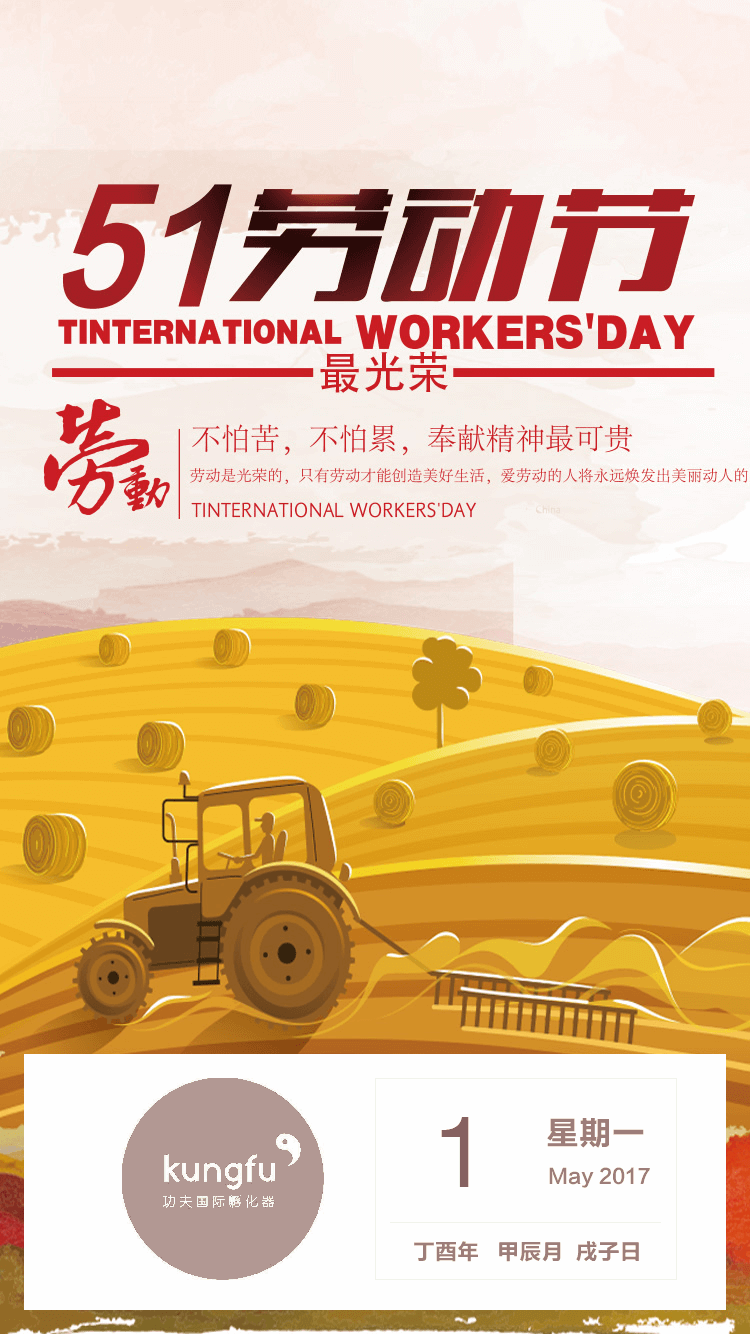 51劳动节
TINTERNATIONAL WORKERS'DAY
最光荣
劳動
不怕苦，不怕累，奉献精神最可贵
劳动是光荣的，只有劳动才能创造美好生活，爱劳动的人将永远焕发出美丽动人的
TINTERNATIONAL WORKERS'DAY
China
kungfu
功夫国际孵化器
1
星期一
May 2017
丁酉年 甲辰月 戌子日